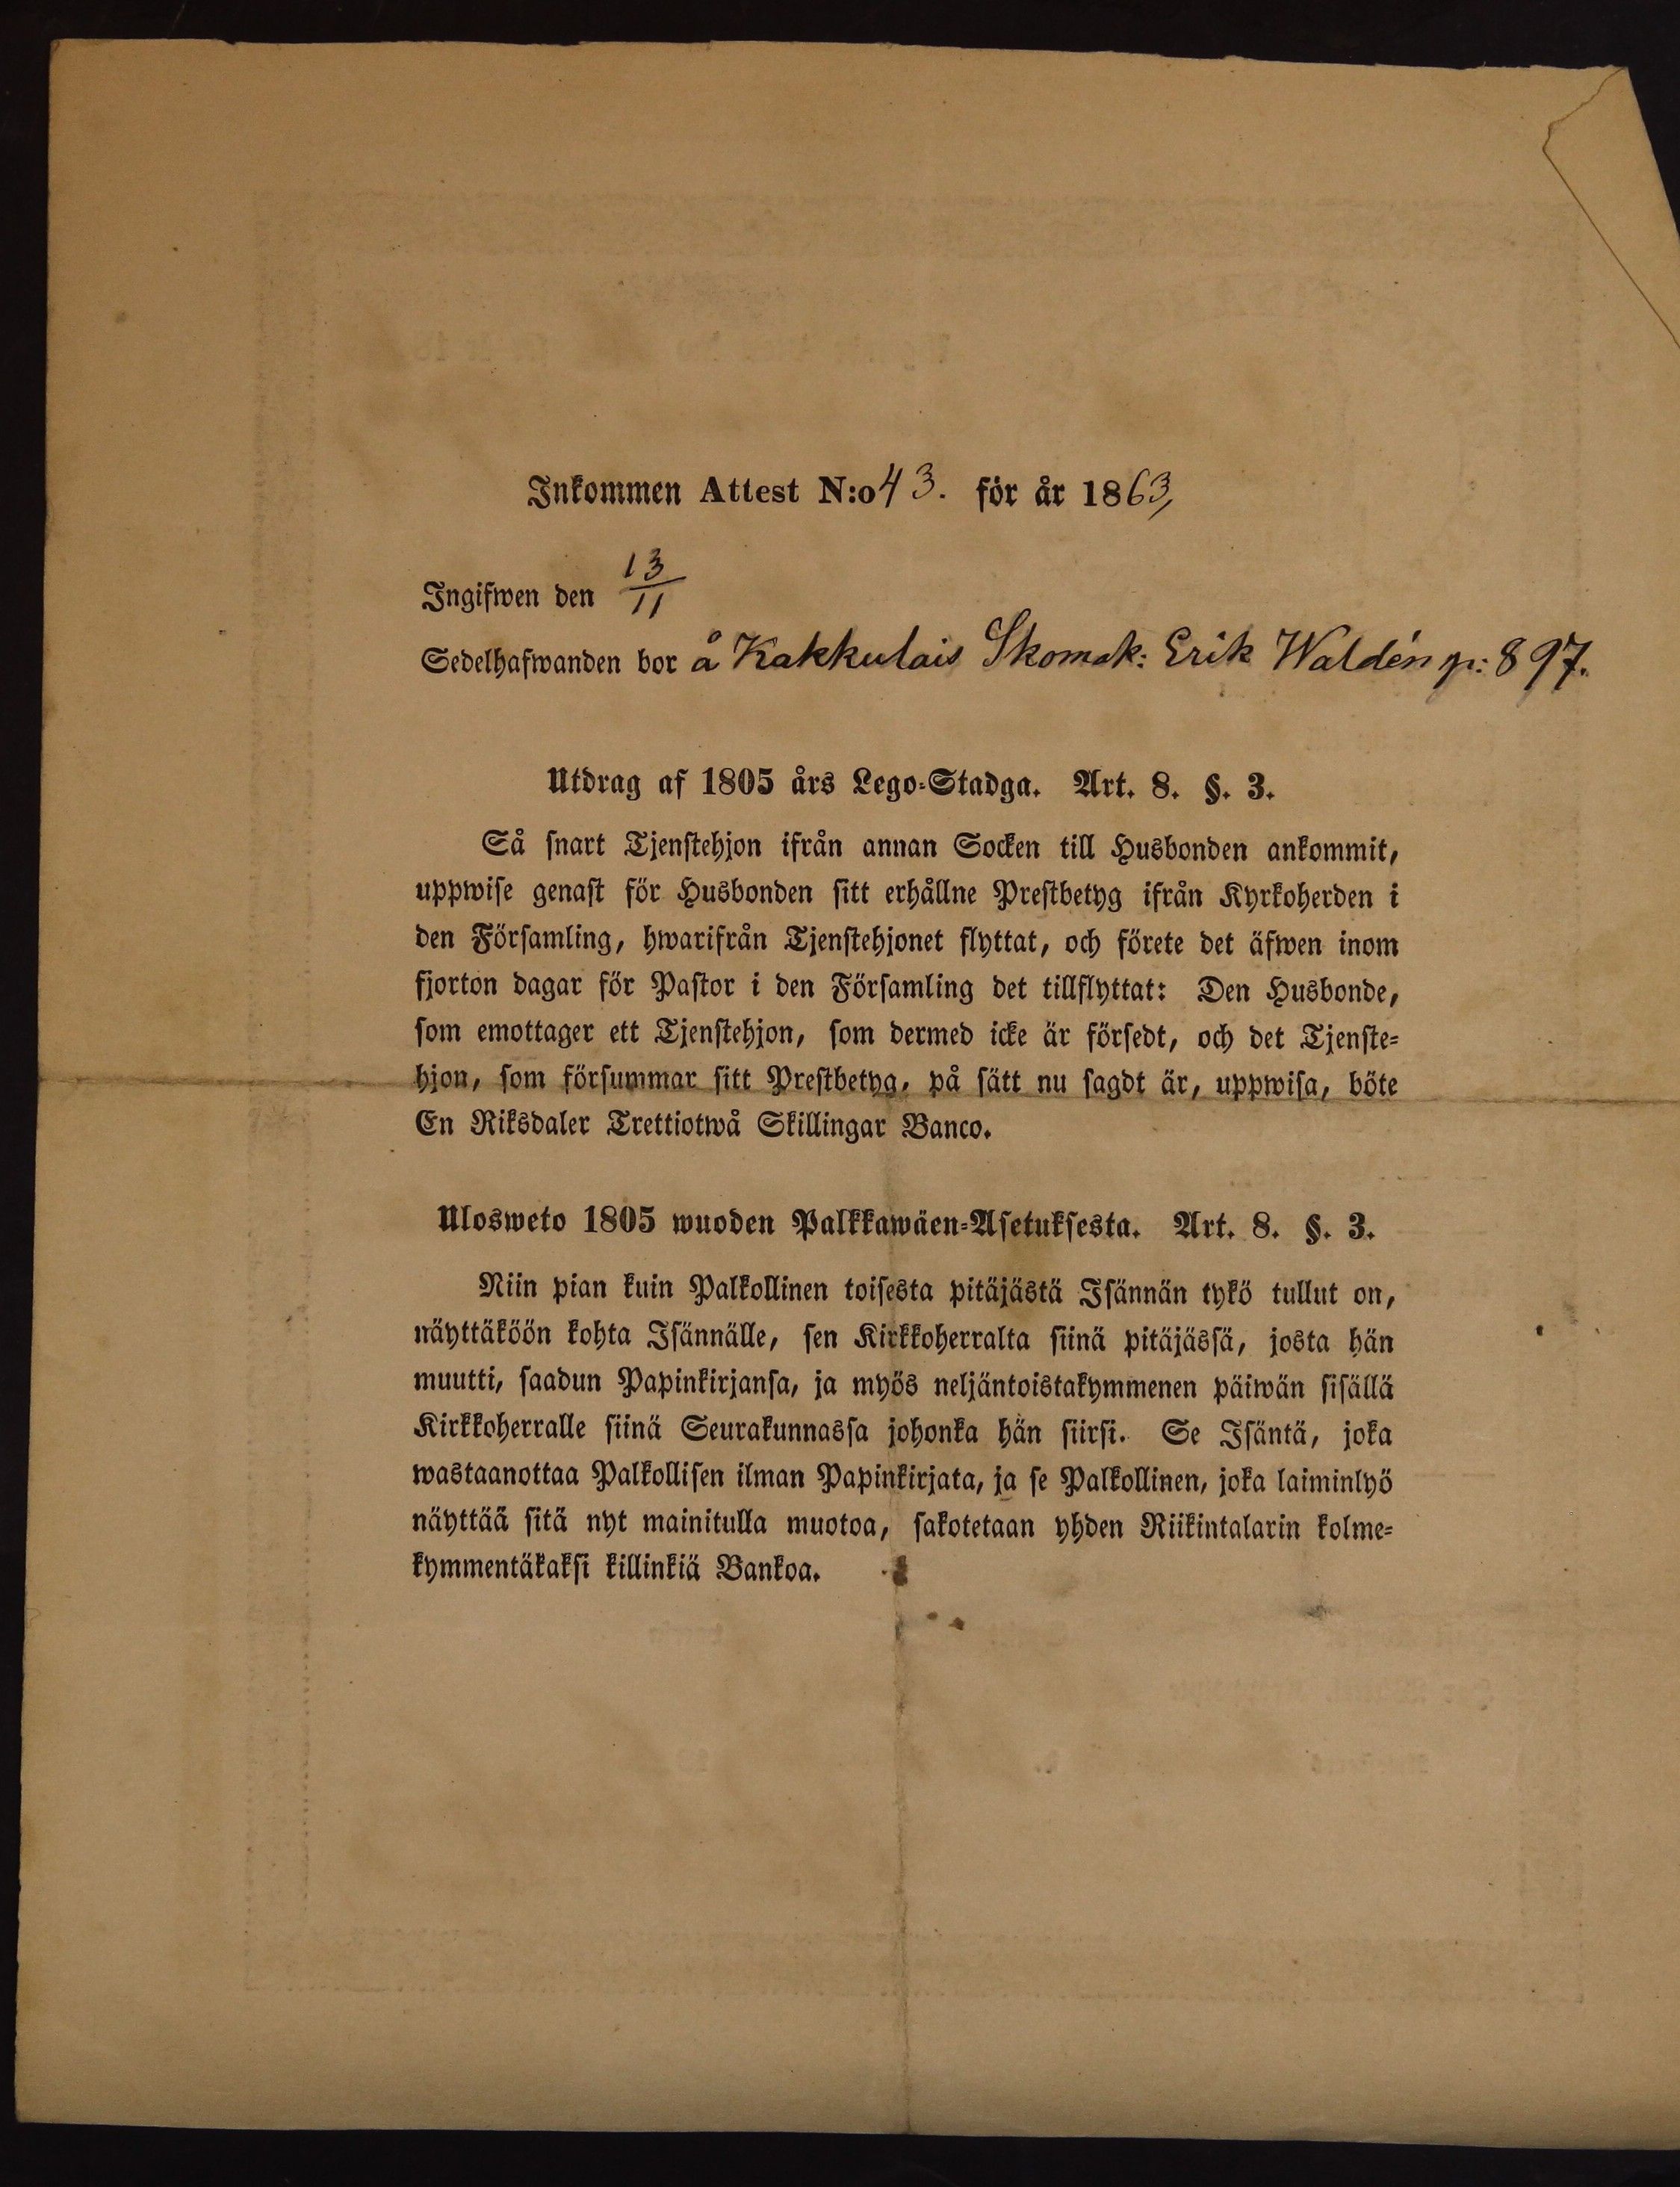 Inkommen Attest N:o 43. för år 1863,
Ingifwen den 13/11
Sedelhafwanden bor å Kakkulais Skomak: Erik Waldén p: 897.
Utdrag af 1805 års Lego-Stadga. Art. 8. §. 3.
Så snart Tjenstehjon ifrån annan Socken till Husbonden ankommit,
uppwise genast för Husbonden sitt erhållne Prestbetyg ifrån Kyrkoherden i
den Församling, hwarifrån Tjenstehjonet flyttat, och förete det äfwen inom
fjorton dagar för Pastor i den Församling det tillflyttat: Den Husbonde,
som emottager ett Tjenstehjon, som dermed icke är försedt, och det Tjenste-
hjon, som försummar sitt Prestbetyg, på sätt nu sagdt är, uppwisa, böte
En Riksdaler Trettiotwå Skillingar Banco.
Ulosweto 1805 wuoden Palkkawäen-Asetuksesta. Art. 8. §. 3.
Niin pian kuin Palkollinen toisesta pitäjästä Isännän tykö tullut on,
näyttäköön kohta Isännälle, sen Kirkkoherralta siinä pitäjässä, josta hän
muutti, saadun Papinkirjansa, ja myös neljäntoistakymmenen päiwän sisällä
Kirkkoherralle siinä Seurakunnassa johonka hän siirsi. Se Isäntä, joka
wastaanottaa Palkollisen ilman Papinkirjata, ja se Palkollinen, joka laiminlyö
näyttää sitä nyt mainitulla muotoa, sakotetaan yhden Riikintalarin kolme-
kymmentäkaksi killinkiä Bankoa.